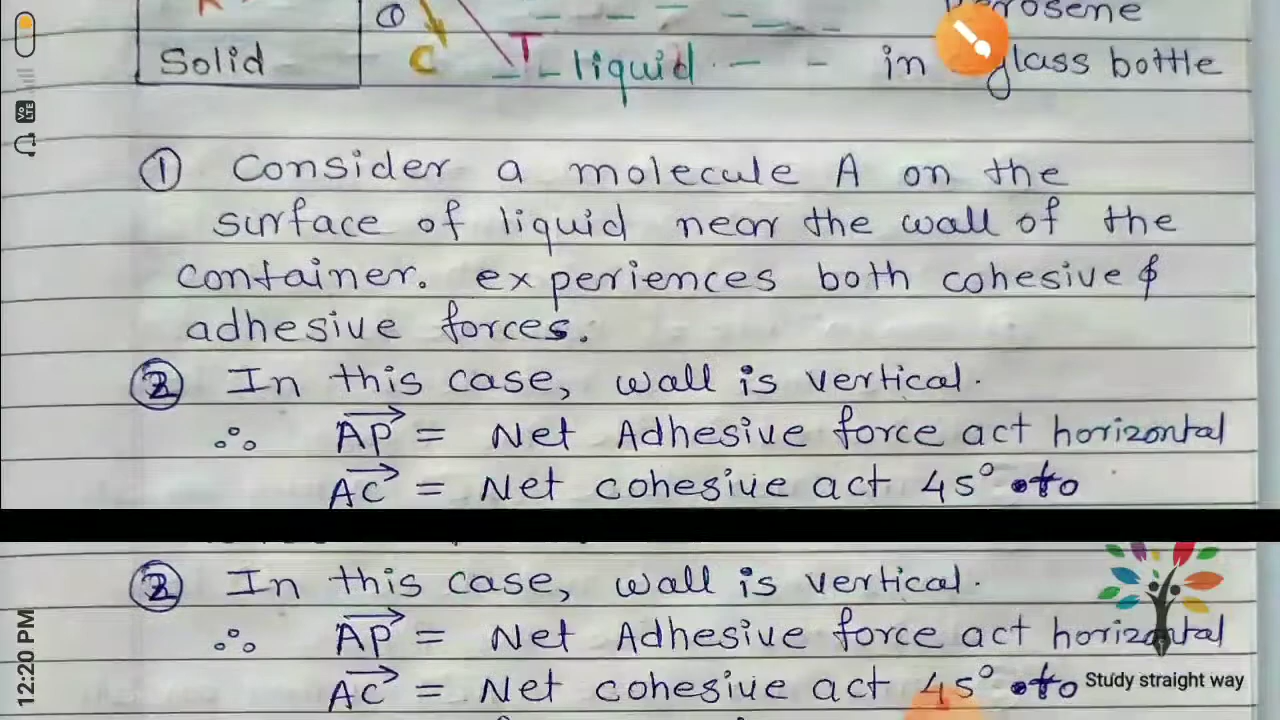 ① C T - - liquid - - in glass bottle
Solid
① Consider a molecule A on the
surface of liquid near the wall of the
container. experiences both cohesive &
adhesive forces.
② In this case, wall is vertical.
∴ AP = Net Adhesive force act horizontal
AC = Net cohesive act 45° to
② In this case, wall is vertical.
∴ AP = Net Adhesive force act horizontal
AC = Net cohesive act 45° to
Study straight way
12:20 PM